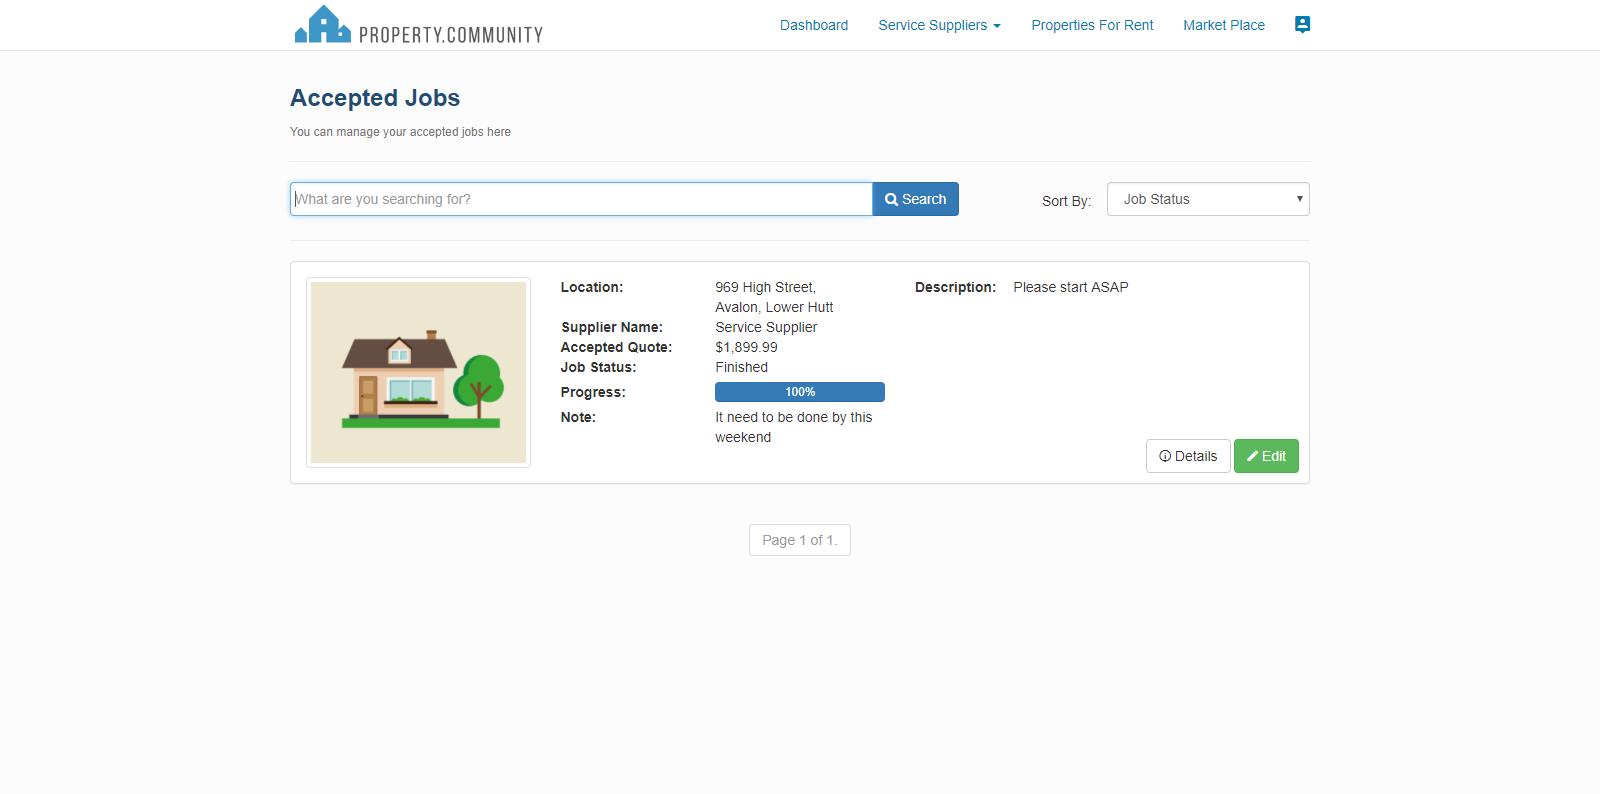 PROPERTY.COMMUNITY
Dashboard
Service Suppliers
Properties For Rent
Market Place
Accepted Jobs
You can manage your accepted jobs here
What are you searching for?
Search
Sort By:
Job Status
Location: 969 High Street,
Avalon, Lower Hutt
Supplier Name: Service Supplier
Accepted Quote: $1,899.99
Job Status: Finished
Progress: 100%
Note: It need to be done by this
weekend
Description: Please start ASAP
Details
Edit
Page 1 of 1.